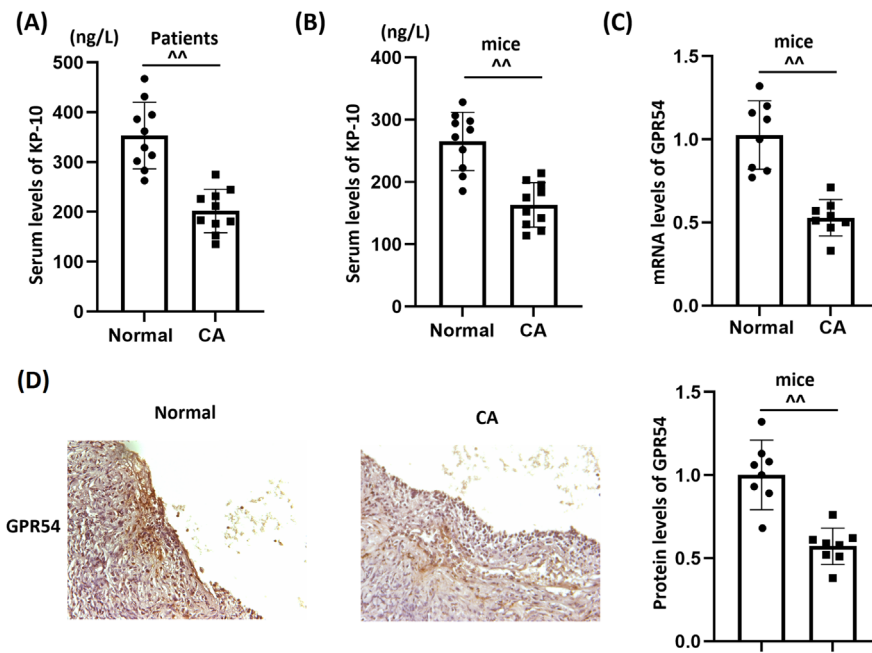 (A)
(ng/L)
Patients
^^
Serum levels of KP-10
500
400
300
200
100
0
Normal
CA
(B)
(ng/L)
mice
^^
Serum levels of KP-10
400
300
200
100
0
Normal
CA
(C)
mice
^^
mRNA levels of GPR54
1.5
1.0
0.5
0.0
Normal
CA
(D)
Normal
CA
GPR54
mice
^^
Protein levels of GPR54
1.5
1.0
0.5
0.0